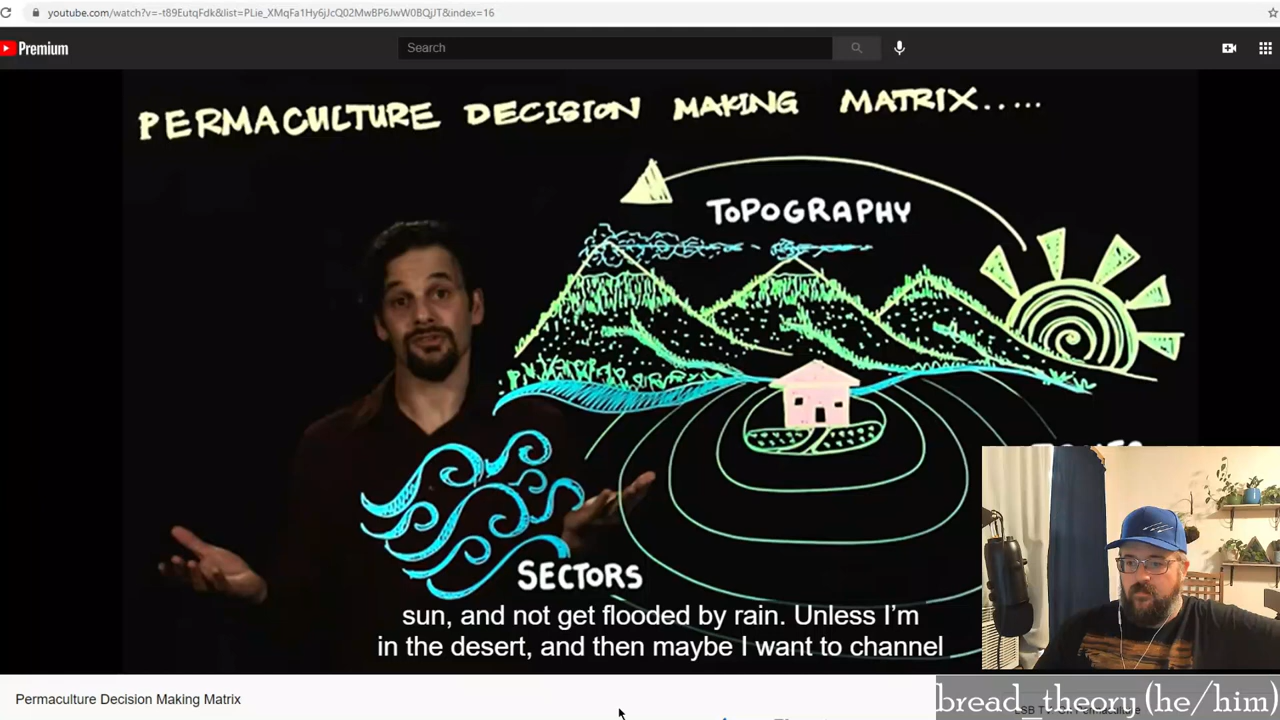 youtube.com/watch?v=-t89EutqFdk&list=PLie_XMqFa1Hy6jJcQ02MwBP6JwW0BQjJT&index=16
Premium
Search
PERMACULTURE DECISION MAKING MATRIX.....
TOPOGRAPHY
SECTORS
sun, and not get flooded by rain. Unless I'm
in the desert, and then maybe I want to channel
Permaculture Decision Making Matrix
bread_theory (he/him)